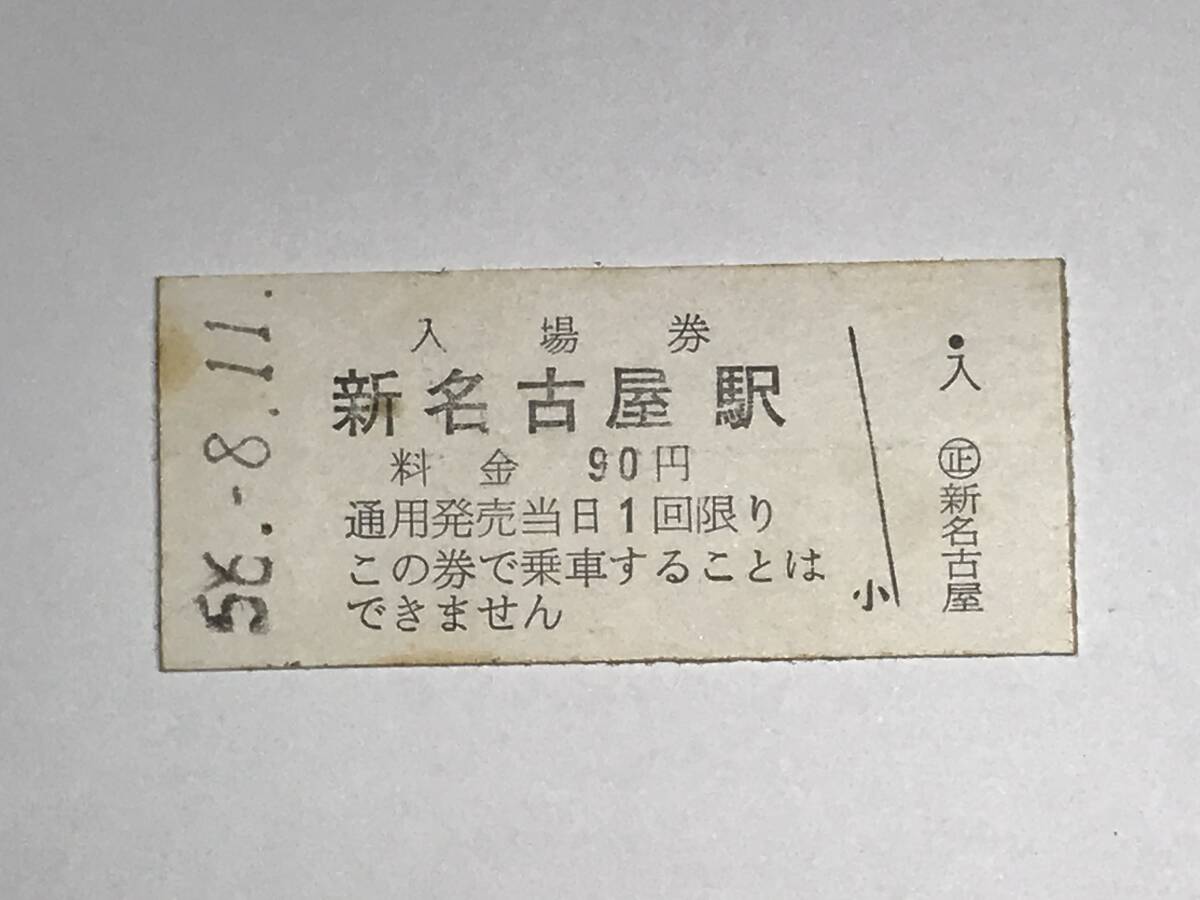 入場券
新名古屋駅
料金 90円
通用発売当日1回限り
この券で乗車することは
できません
小
入
㊣新名古屋
-8.11.